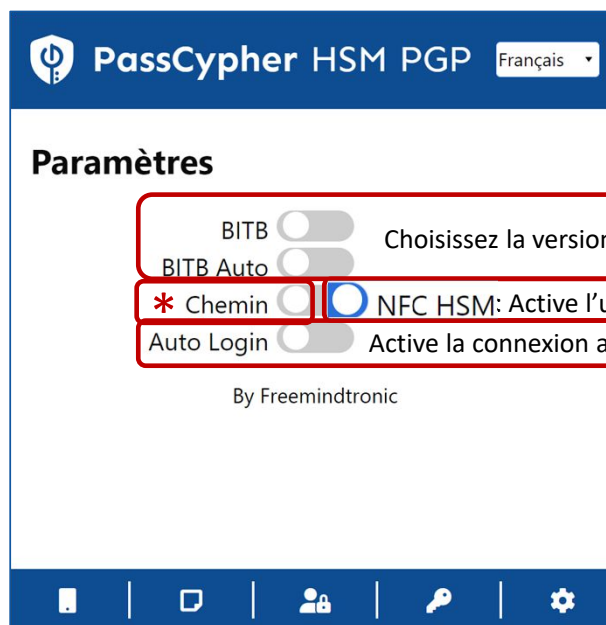 PassCypher HSM PGP Français
Paramètres
BITB Choisissez la version
BITB Auto
* Chemin NFC HSM: Active l’u
Auto Login Active la connexion a
By Freemindtronic